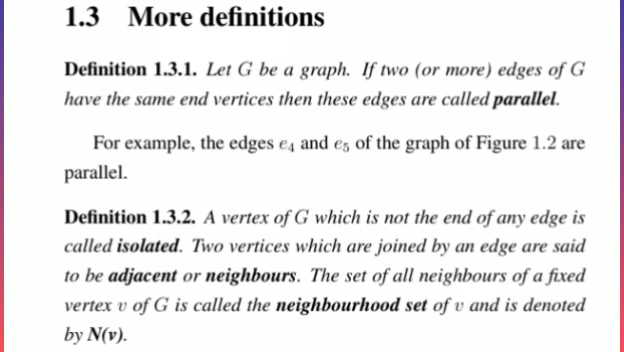 1.3 More definitions
Definition 1.3.1. Let G be a graph. If two (or more) edges of G
have the same end vertices then these edges are called parallel.
For example, the edges e₄ and e₅ of the graph of Figure 1.2 are
parallel.
Definition 1.3.2. A vertex of G which is not the end of any edge is
called isolated. Two vertices which are joined by an edge are said
to be adjacent or neighbours. The set of all neighbours of a fixed
vertex v of G is called the neighbourhood set of v and is denoted
by N(v).